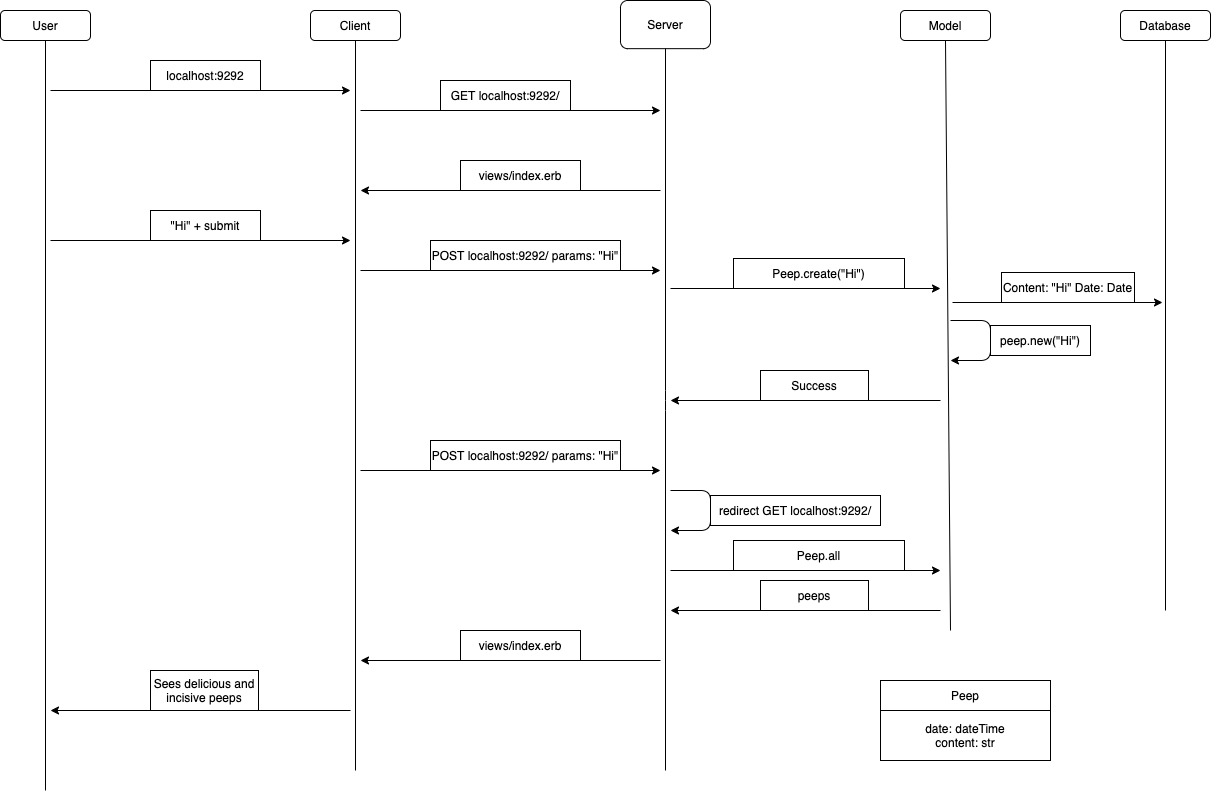 User
Client
Server
Model
Database
localhost:9292
GET localhost:9292/
views/index.erb
"Hi" + submit
POST localhost:9292/ params: "Hi"
Peep.create("Hi")
Content: "Hi" Date: Date
peep.new("Hi")
Success
POST localhost:9292/ params: "Hi"
redirect GET localhost:9292/
Peep.all
peeps
views/index.erb
Sees delicious and
incisive peeps
Peep
date: dateTime
content: str